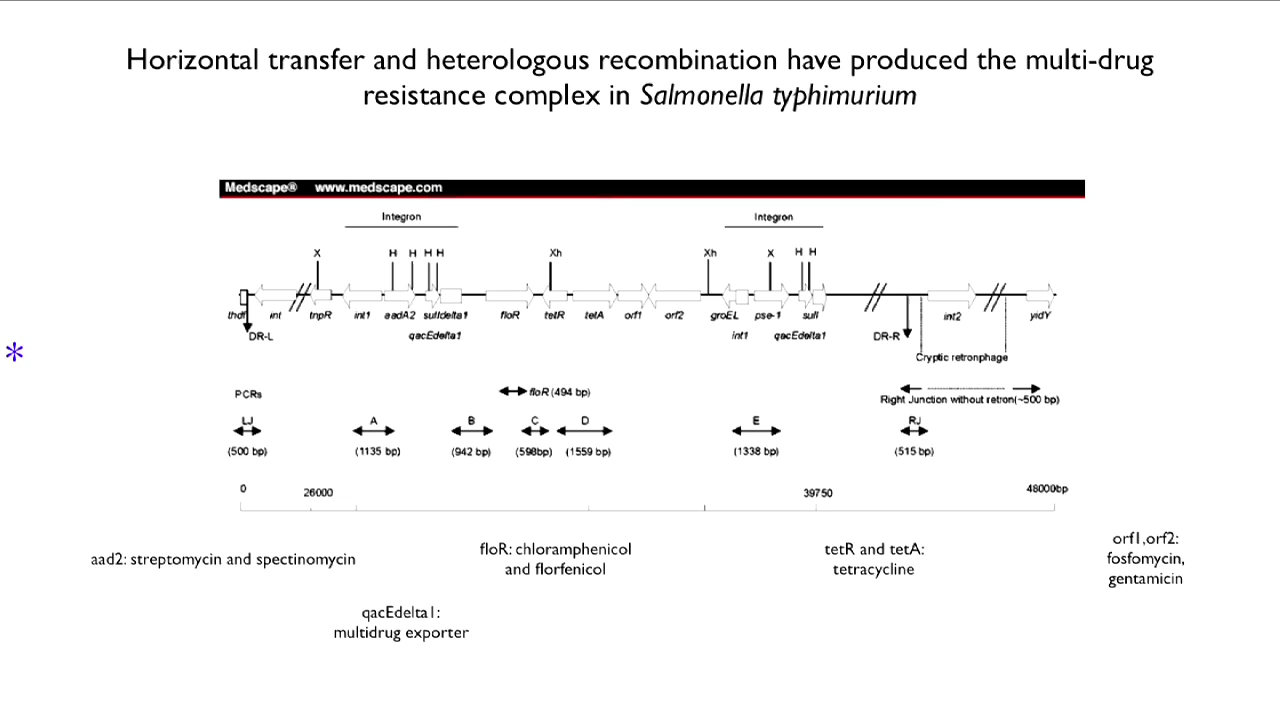 Horizontal transfer and heterologous recombination have produced the multi-drug
resistance complex in Salmonella typhimurium
Medscape® www.medscape.com
Integron Integron
X H H H H Xh Xh X H H
thdf int tnpR int1 aadA2 sulIdelta1 floR tetR tetA orf1 orf2 groEL pse-1 sulI int2 yidY
DR-L qacEdelta1 int1 qacEdelta1 DR-R
Cryptic retronphage
PCRs floR (494 bp)
Right Junction without retron(~500 bp)
LJ A B C D E RJ
(500 bp) (1135 bp) (942 bp) (598bp) (1559 bp) (1338 bp) (515 bp)
0 26000 39750 48000bp
*
aad2: streptomycin and spectinomycin
floR: chloramphenicol
and florfenicol
tetR and tetA:
tetracycline
orf1,orf2:
fosfomycin,
gentamicin
qacEdelta1:
multidrug exporter